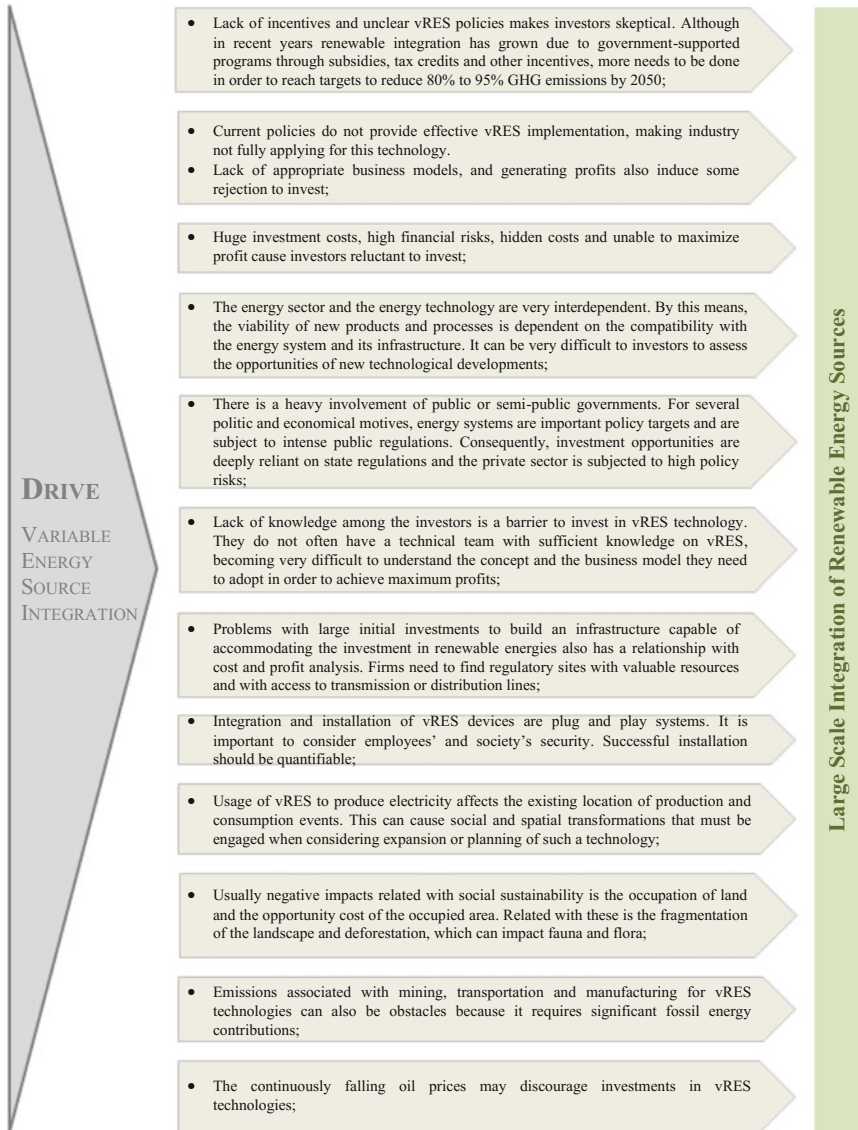 • Lack of incentives and unclear vRES policies makes investors skeptical. Although
in recent years renewable integration has grown due to government-supported
programs through subsidies, tax credits and other incentives, more needs to be done
in order to reach targets to reduce 80% to 95% GHG emissions by 2050;
• Current policies do not provide effective vRES implementation, making industry
not fully applying for this technology.
• Lack of appropriate business models, and generating profits also induce some
rejection to invest;
• Huge investment costs, high financial risks, hidden costs and unable to maximize
profit cause investors reluctant to invest;
• The energy sector and the energy technology are very interdependent. By this means,
the viability of new products and processes is dependent on the compatibility with
the energy system and its infrastructure. It can be very difficult to investors to assess
the opportunities of new technological developments;
• There is a heavy involvement of public or semi-public governments. For several
politic and economical motives, energy systems are important policy targets and are
subject to intense public regulations. Consequently, investment opportunities are
deeply reliant on state regulations and the private sector is subjected to high policy
risks;
DRIVE
VARIABLE
ENERGY
SOURCE
INTEGRATION
• Lack of knowledge among the investors is a barrier to invest in vRES technology.
They do not often have a technical team with sufficient knowledge on vRES,
becoming very difficult to understand the concept and the business model they need
to adopt in order to achieve maximum profits;
• Problems with large initial investments to build an infrastructure capable of
accommodating the investment in renewable energies also has a relationship with
cost and profit analysis. Firms need to find regulatory sites with valuable resources
and with access to transmission or distribution lines;
• Integration and installation of vRES devices are plug and play systems. It is
important to consider employees' and society's security. Successful installation
should be quantifiable;
• Usage of vRES to produce electricity affects the existing location of production and
consumption events. This can cause social and spatial transformations that must be
engaged when considering expansion or planning of such a technology;
• Usually negative impacts related with social sustainability is the occupation of land
and the opportunity cost of the occupied area. Related with these is the fragmentation
of the landscape and deforestation, which can impact fauna and flora;
• Emissions associated with mining, transportation and manufacturing for vRES
technologies can also be obstacles because it requires significant fossil energy
contributions;
• The continuously falling oil prices may discourage investments in vRES
technologies;
Large Scale Integration of Renewable Energy Sources